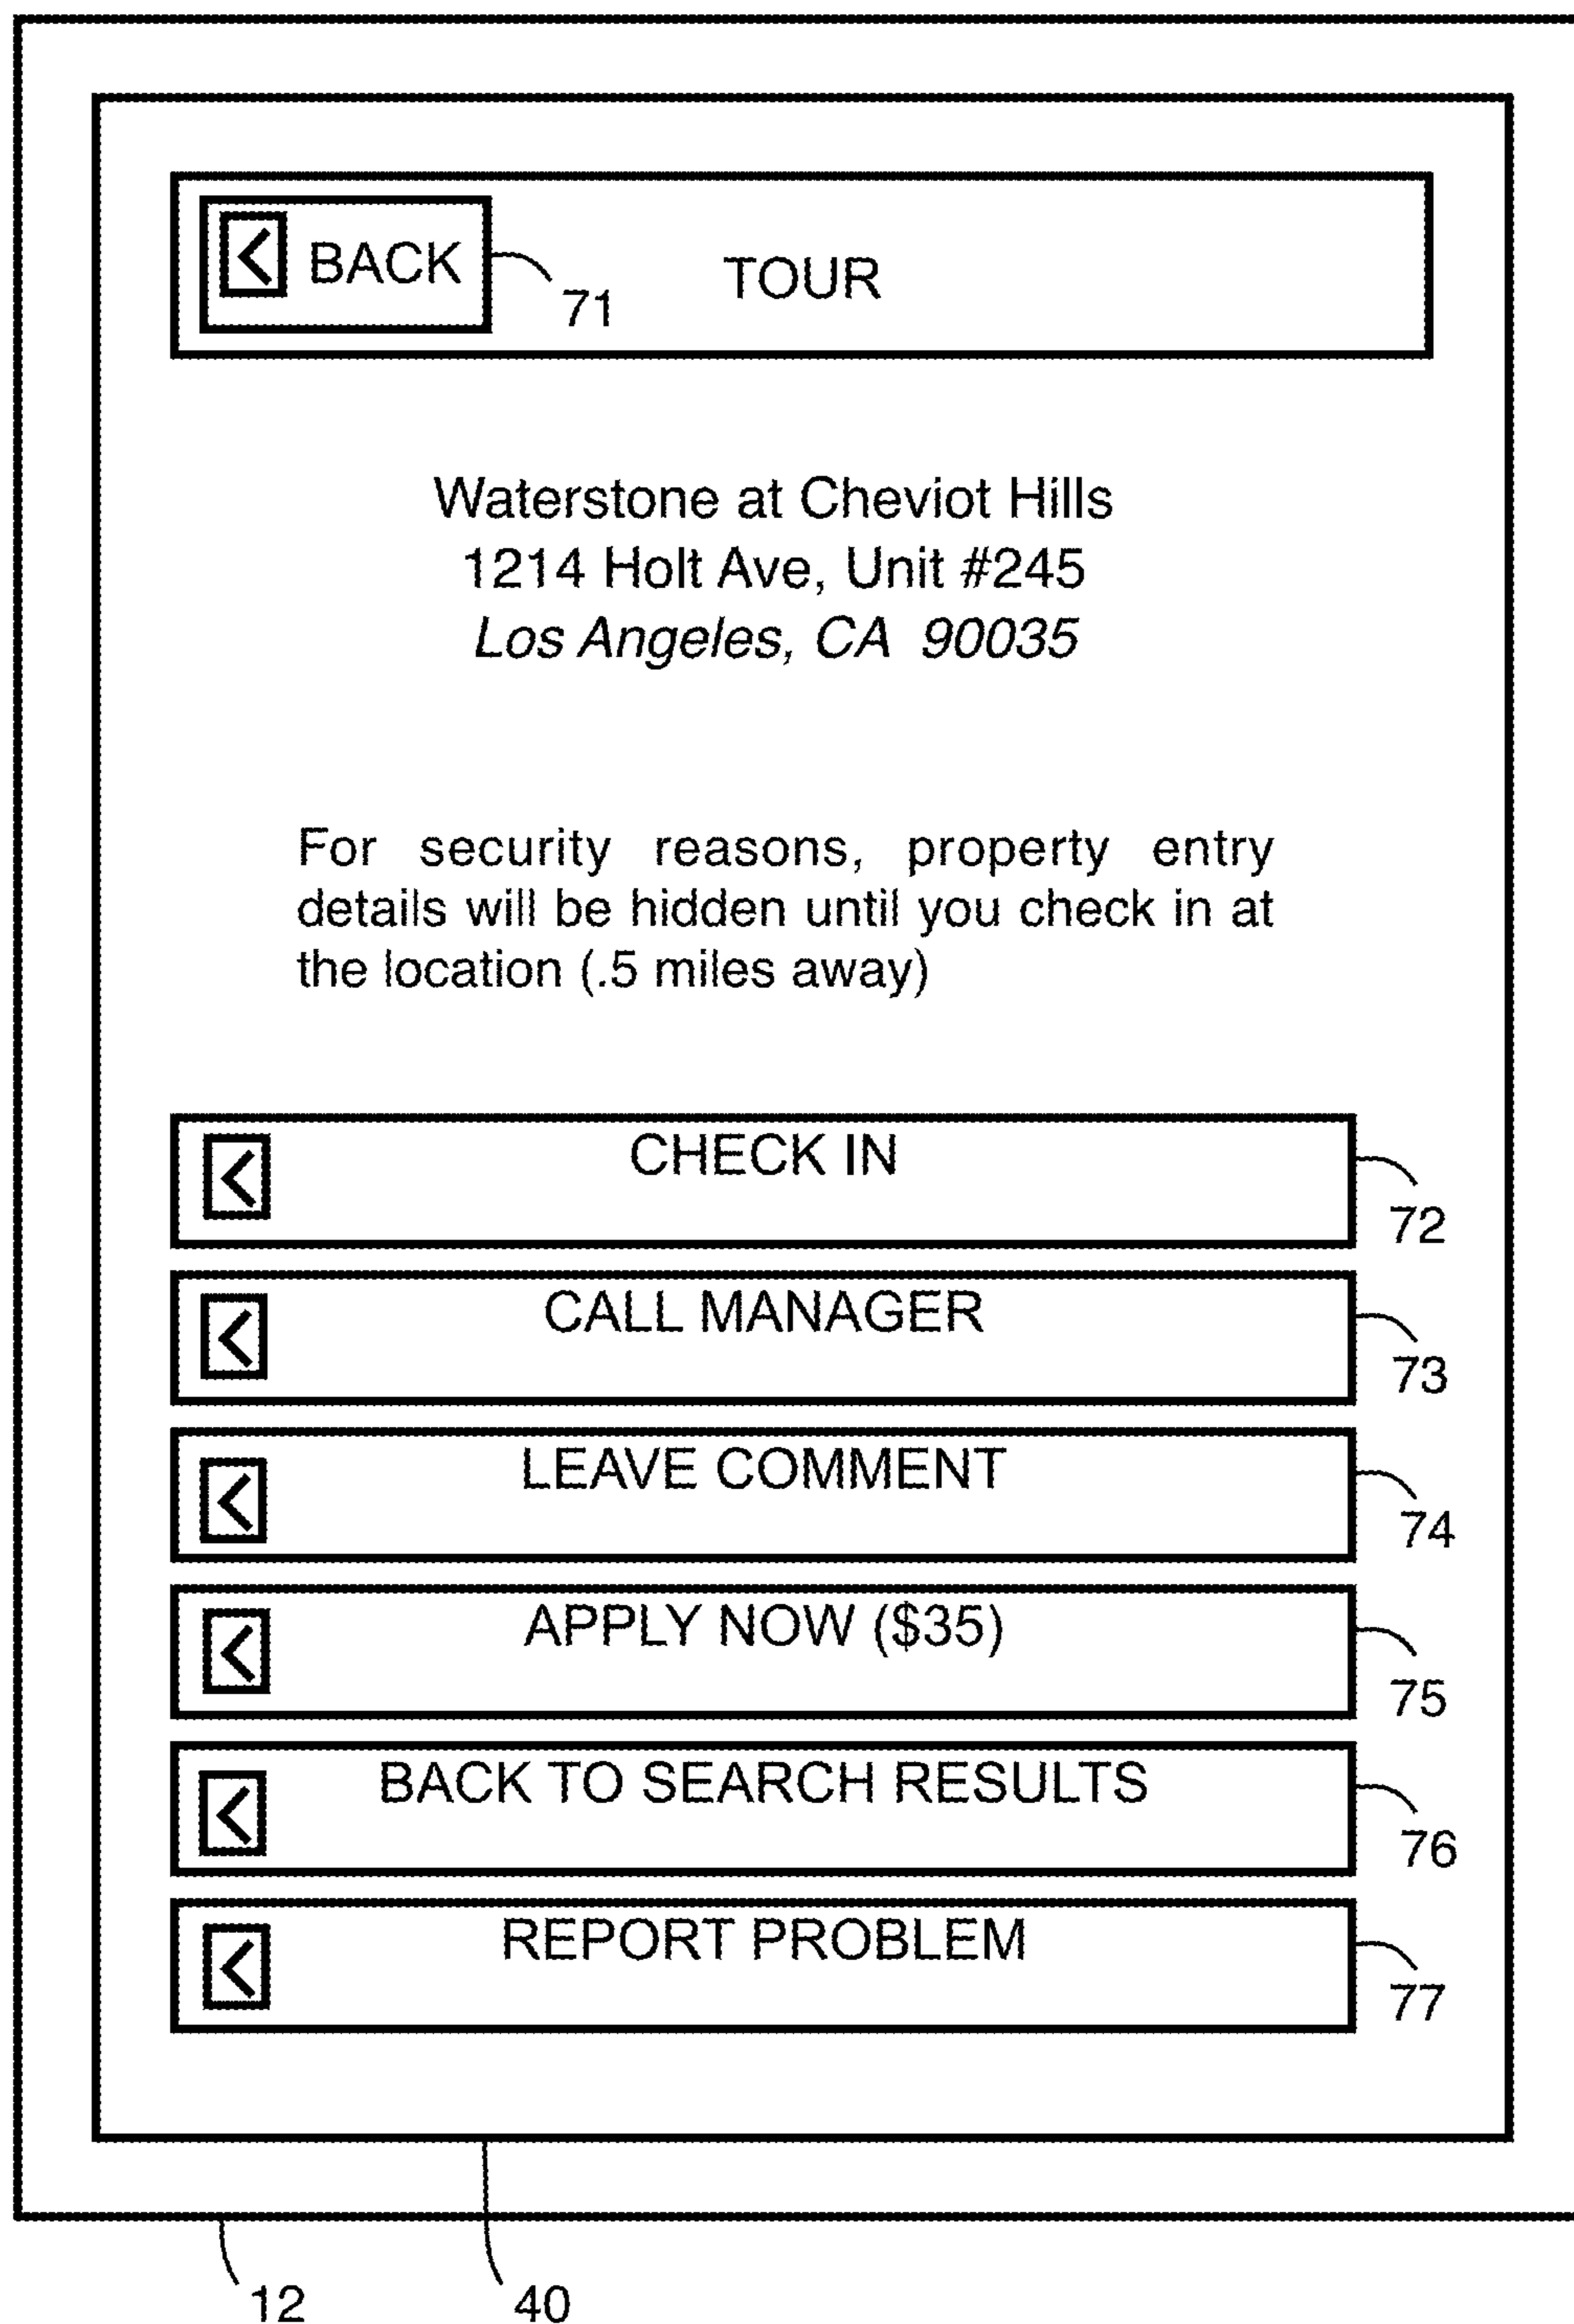 BACK
71
TOUR
Waterstone at Cheviot Hills
1214 Holt Ave, Unit #245
Los Angeles, CA 90035
For security reasons, property entry
details will be hidden until you check in at
the location (.5 miles away)
CHECK IN
72
CALL MANAGER
73
LEAVE COMMENT
74
APPLY NOW ($35)
75
BACK TO SEARCH RESULTS
76
REPORT PROBLEM
77
12
40